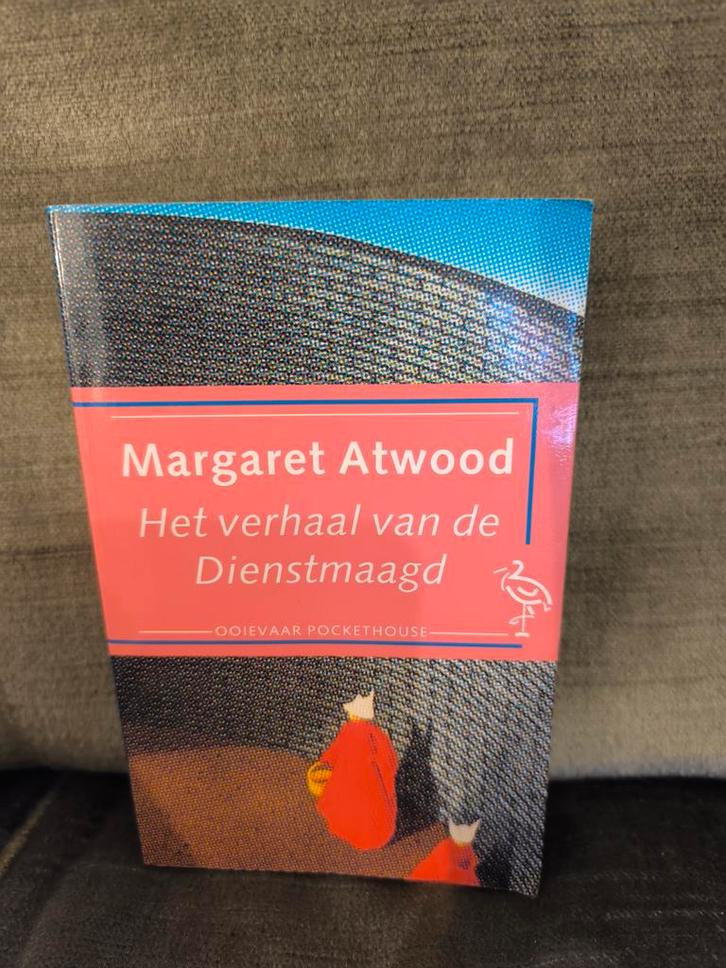 Margaret Atwood
Het verhaal van de
Dienstmaagd
OOIEVAAR POCKETHOUSE